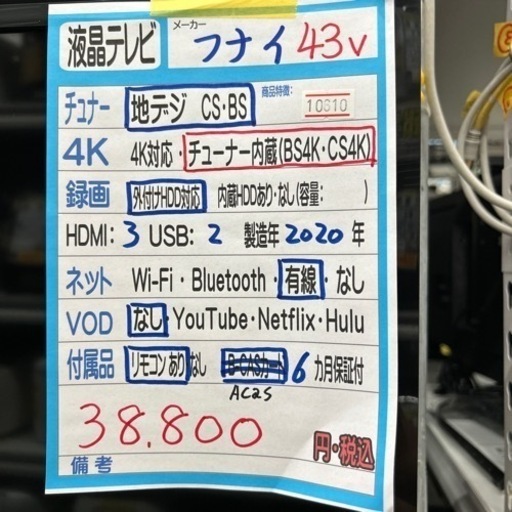 液晶テレビ メーカー フナイ 43v
チュナー 地デジ CS・BS 商品特徴: 10810
4K 4K対応・チューナー内蔵(BS4K・CS4K)
録画 外付けHDD対応 内蔵HDDあり・なし(容量: )
HDMI: 3 USB: 2 製造年 2020 年
ネット Wi-Fi・Bluetooth・有線・なし
VOD なし YouTube・Netflix・Hulu
付属品 リモコンあり なし B-CASカード 6 カ月保証付
ACas
38.800
円・税込
備考